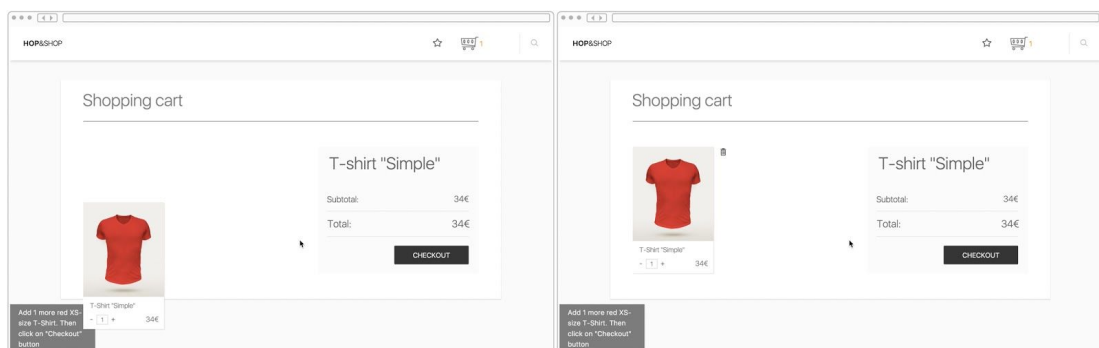 HOP&SHOP
1
Shopping cart
T-shirt "Simple"
Subtotal: 34€
Total: 34€
CHECKOUT
T-Shirt "Simple"
- 1 + 34€
Add 1 more red XS-
size T-Shirt. Then
click on "Checkout"
button
HOP&SHOP
1
Shopping cart
T-shirt "Simple"
Subtotal: 34€
Total: 34€
CHECKOUT
T-Shirt "Simple"
- 1 + 34€
Add 1 more red XS-
size T-Shirt. Then
click on "Checkout"
button